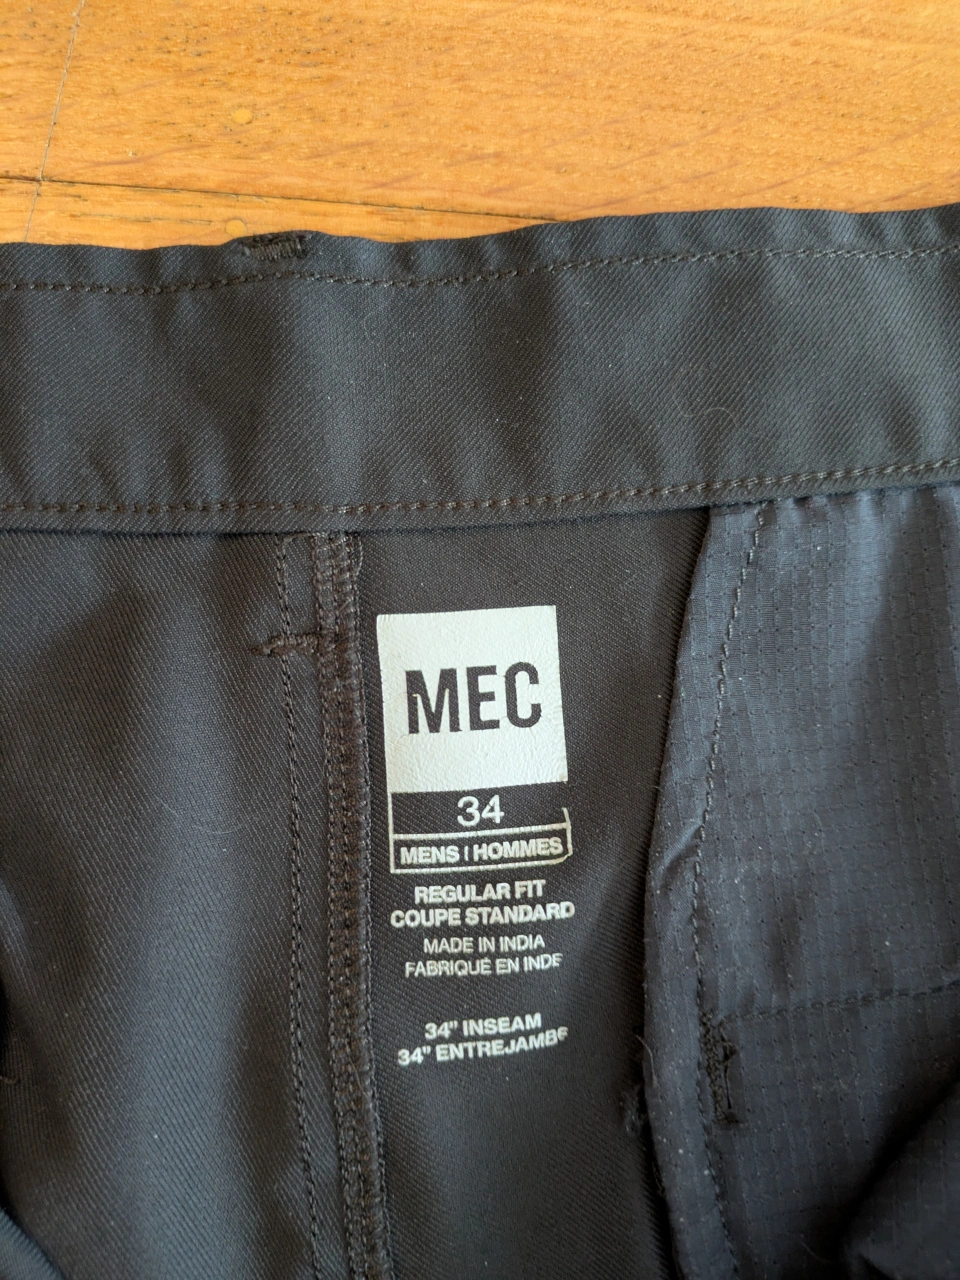 MEC
34
MENS | HOMMES
REGULAR FIT
COUPE STANDARD
MADE IN INDIA
FABRIQUÉ EN INDE
34" INSEAM
34" ENTREJAMBE